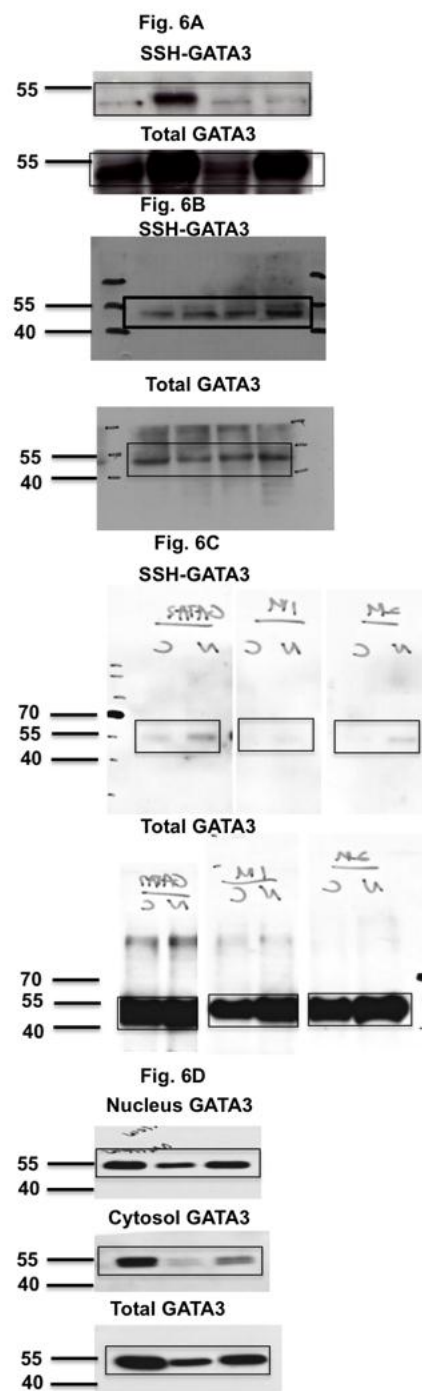 Fig. 6A
SSH-GATA3
55
Total GATA3
55
Fig. 6B
SSH-GATA3
55
40
Total GATA3
55
40
Fig. 6C
SSH-GATA3
70
55
40
Total GATA3
70
55
40
Fig. 6D
Nucleus GATA3
55
40
Cytosol GATA3
55
40
Total GATA3
55
40